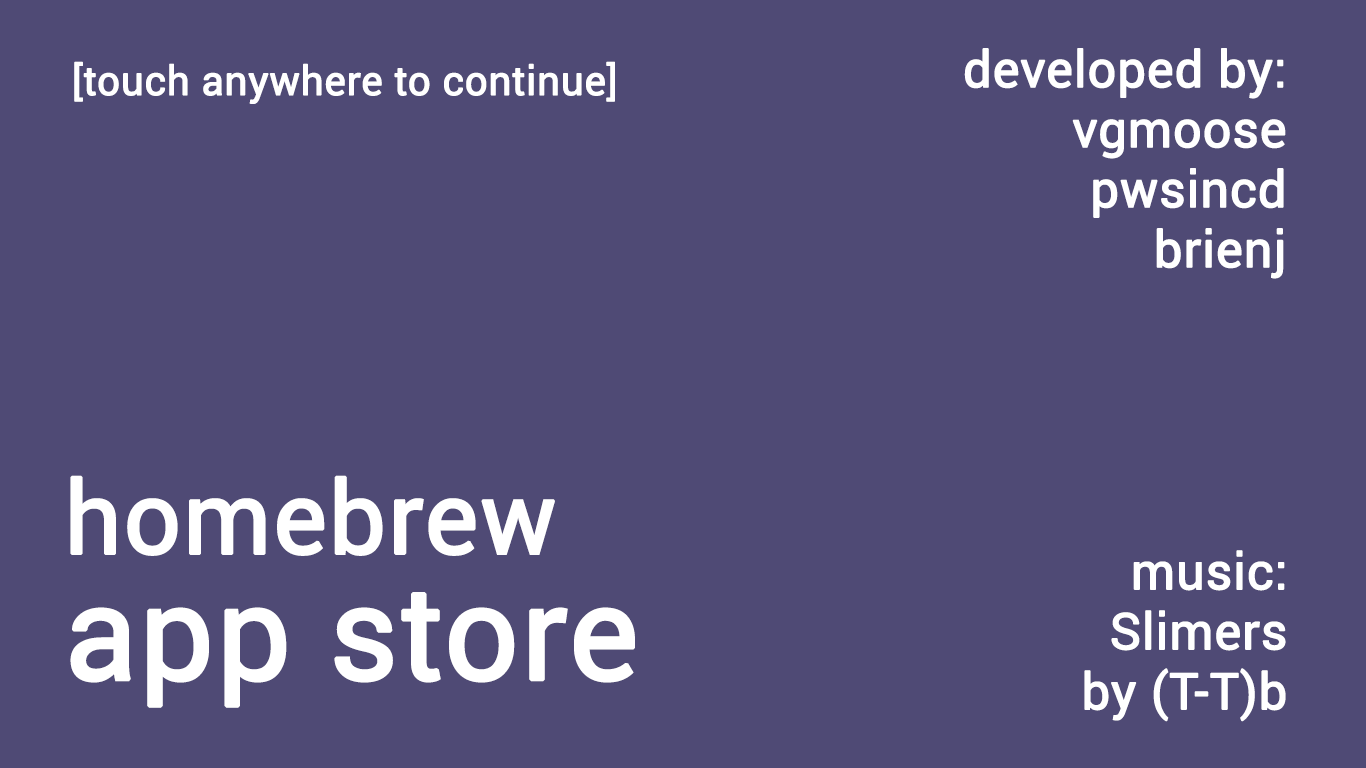 [touch anywhere to continue]
developed by:
vgmoose
pwsincd
brienj
homebrew
app store
music:
Slimers
by (T-T)b